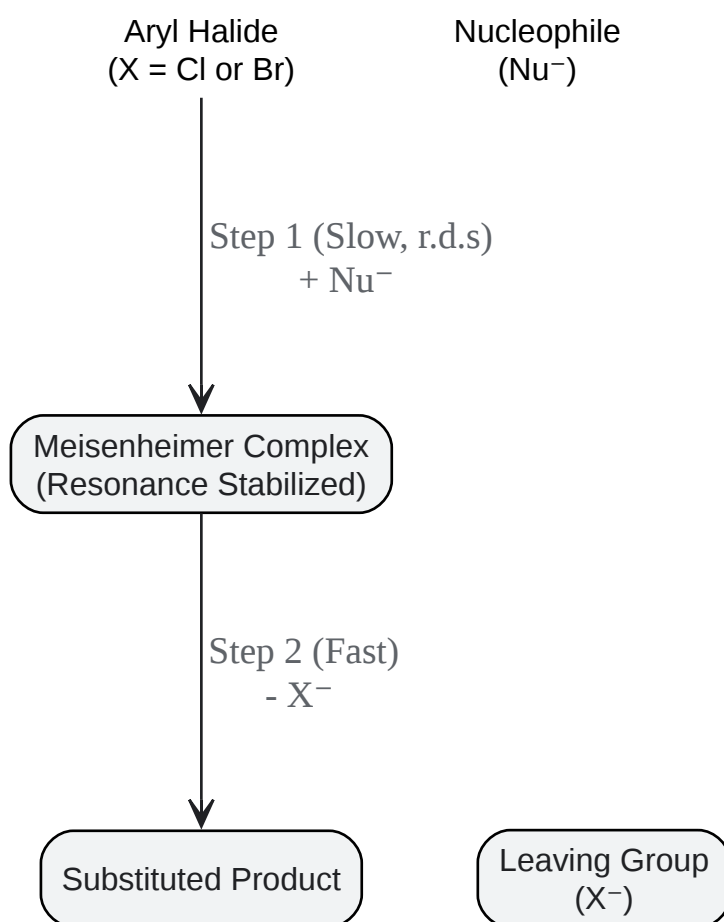 Aryl Halide
(X = Cl or Br)
Nucleophile
(Nu⁻)
Step 1 (Slow, r.d.s)
+ Nu⁻
Meisenheimer Complex
(Resonance Stabilized)
Step 2 (Fast)
- X⁻
Substituted Product
Leaving Group
(X⁻)